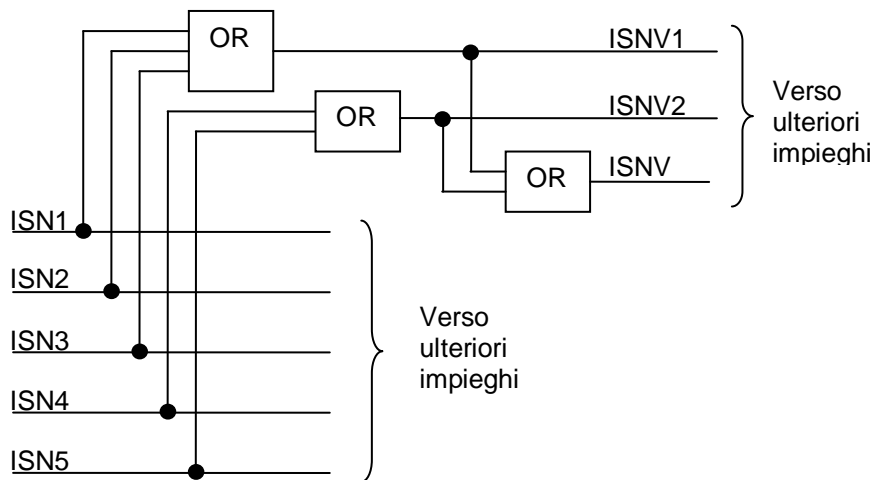 OR
ISNV1
OR
ISNV2
Verso
ulteriori
impieghi
OR
ISNV
ISN1
ISN2
ISN3
ISN4
ISN5
Verso
ulteriori
impieghi